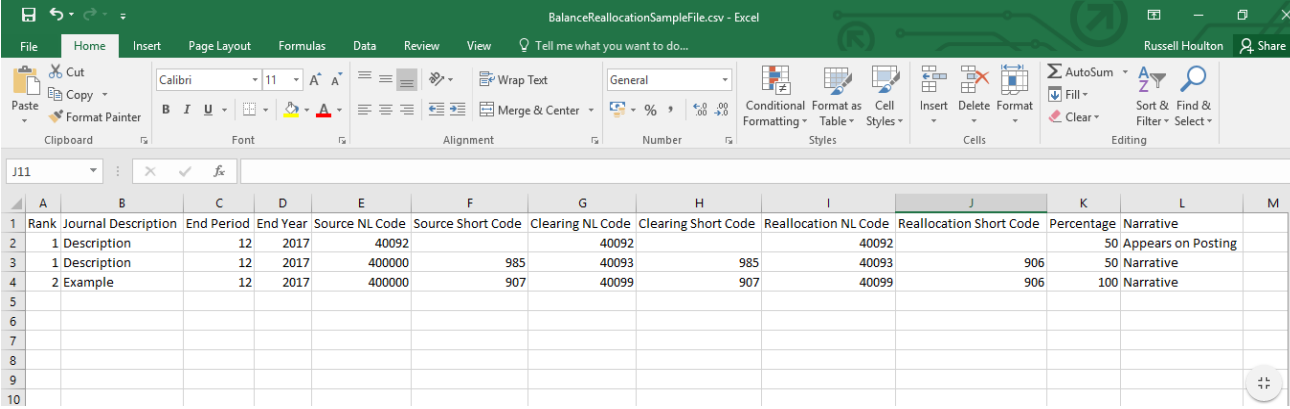 BalanceReallocationSampleFile.csv - Excel
File Home Insert Page Layout Formulas Data Review View Tell me what you want to do... Russell Houlton Share
Paste Cut Copy Format Painter Clipboard
Calibri 11 A A B I U A Font
Wrap Text Merge & Center Alignment
General % , .0 .00 .00 .0 Number
Conditional Formatting Format as Table Cell Styles Styles
Insert Delete Format Cells
AutoSum Fill Clear Sort & Filter Find & Select Editing
J11 fx
A B C D E F G H I J K L M
1 Rank Journal Description End Period End Year Source NL Code Source Short Code Clearing NL Code Clearing Short Code Reallocation NL Code Reallocation Short Code Percentage Narrative
2 1 Description 12 2017 40092 40092 40092 50 Appears on Posting
3 1 Description 12 2017 400000 985 40093 985 40093 906 50 Narrative
4 2 Example 12 2017 400000 907 40099 907 40099 906 100 Narrative
5
6
7
8
9
10